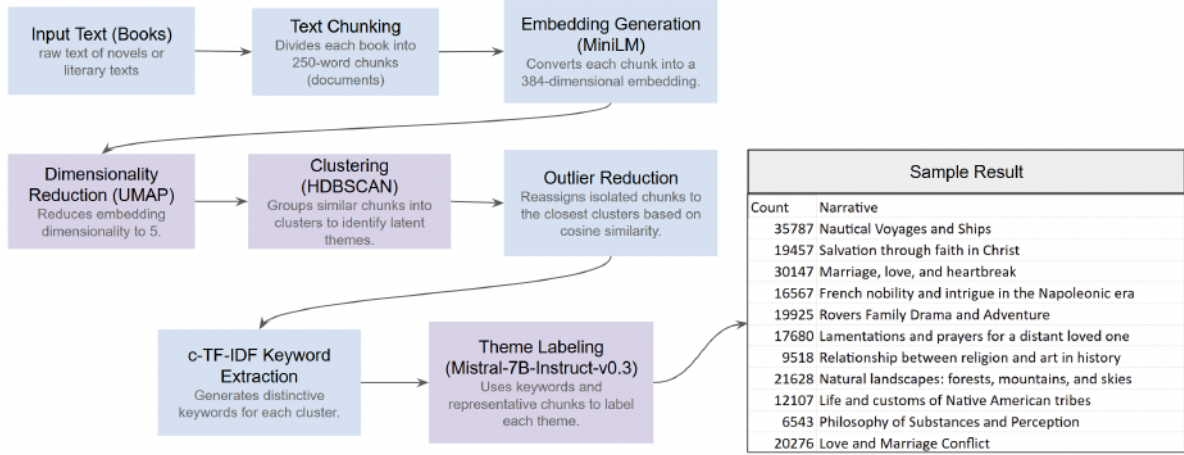 Input Text (Books)
raw text of novels or
literary texts
Text Chunking
Divides each book into
250-word chunks
(documents)
Embedding Generation
(MiniLM)
Converts each chunk into a
384-dimensional embedding.
Dimensionality
Reduction (UMAP)
Reduces embedding
dimensionality to 5.
Clustering
(HDBSCAN)
Groups similar chunks into
clusters to identify latent
themes.
Outlier Reduction
Reassigns isolated chunks to
the closest clusters based on
cosine similarity.
c-TF-IDF Keyword
Extraction
Generates distinctive
keywords for each cluster.
Theme Labeling
(Mistral-7B-Instruct-v0.3)
Uses keywords and
representative chunks to label
each theme.
Sample Result
Count Narrative
35787 Nautical Voyages and Ships
19457 Salvation through faith in Christ
30147 Marriage, love, and heartbreak
16567 French nobility and intrigue in the Napoleonic era
19925 Rovers Family Drama and Adventure
17680 Lamentations and prayers for a distant loved one
9518 Relationship between religion and art in history
21628 Natural landscapes: forests, mountains, and skies
12107 Life and customs of Native American tribes
6543 Philosophy of Substances and Perception
20276 Love and Marriage Conflict